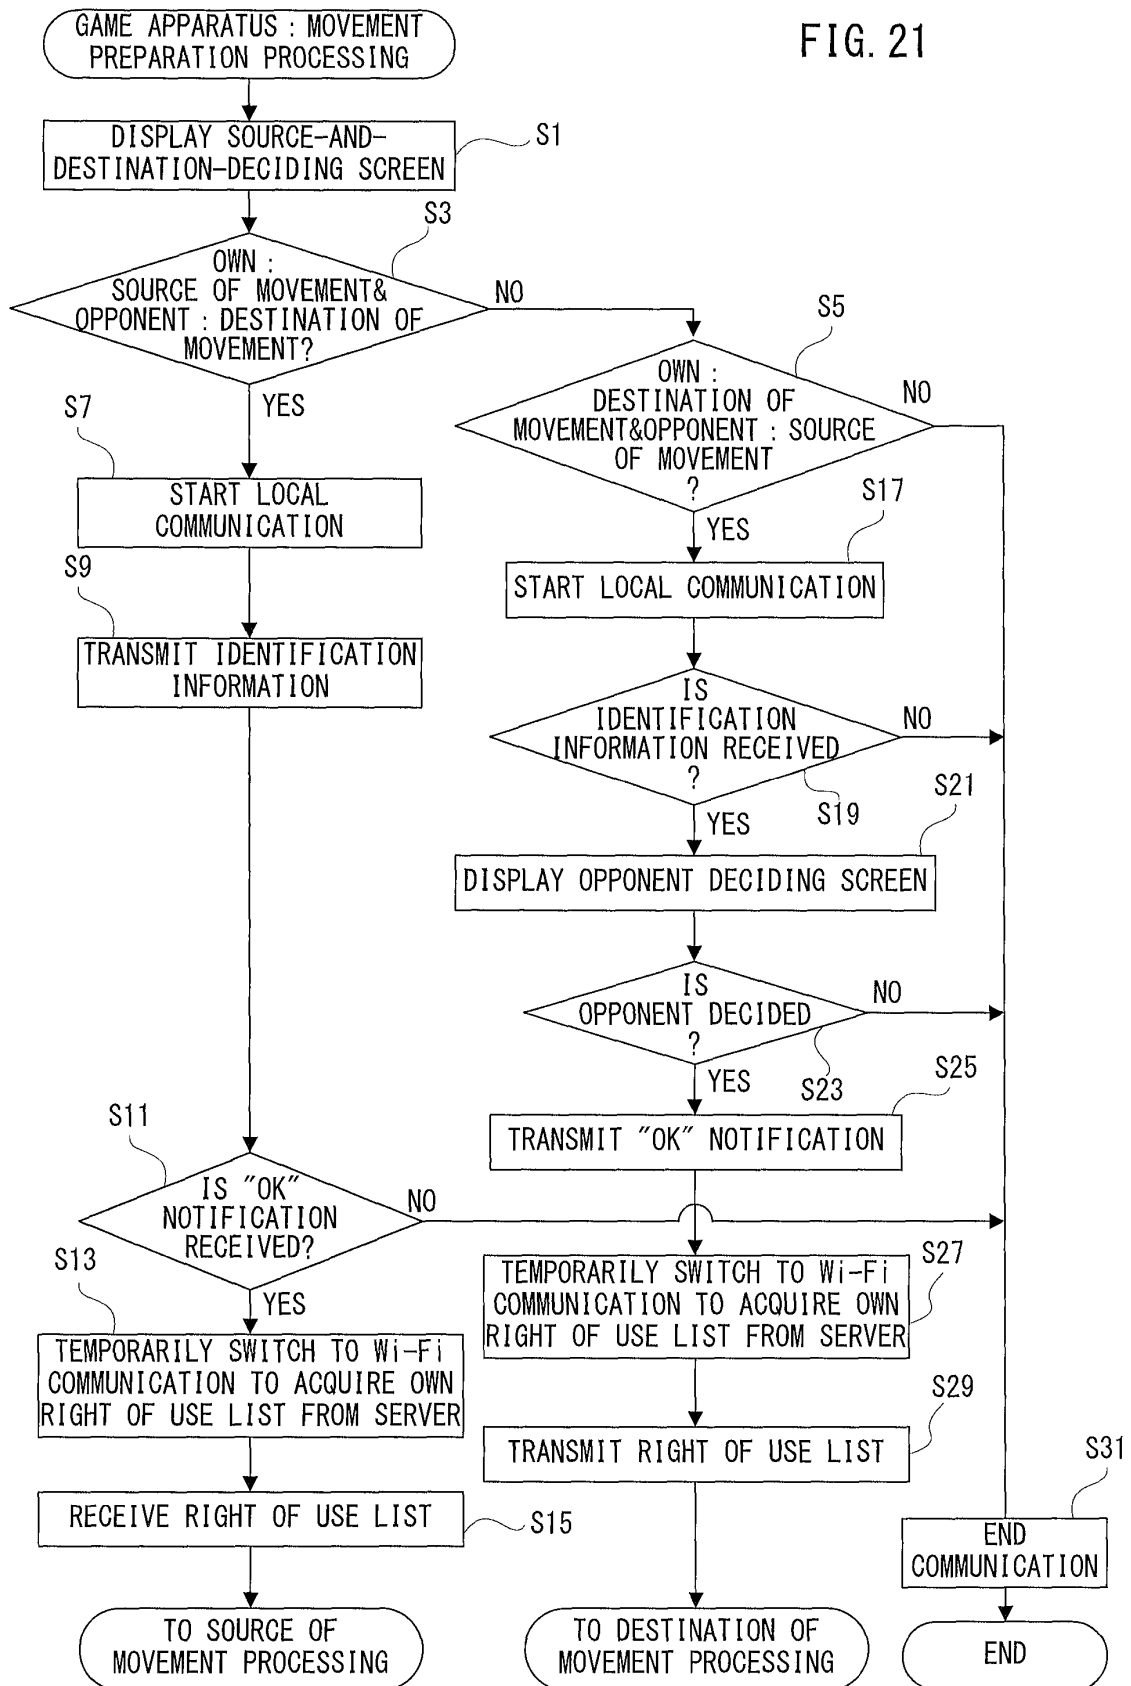 FIG. 21
GAME APPARATUS : MOVEMENT
PREPARATION PROCESSING
DISPLAY SOURCE-AND-
DESTINATION-DECIDING SCREEN
S1
S3
OWN :
SOURCE OF MOVEMENT&
OPPONENT : DESTINATION OF
MOVEMENT?
NO
YES
S5
OWN :
DESTINATION OF
MOVEMENT&OPPONENT : SOURCE
OF MOVEMENT
?
NO
YES
S7
START LOCAL
COMMUNICATION
S9
TRANSMIT IDENTIFICATION
INFORMATION
S17
START LOCAL COMMUNICATION
IS
IDENTIFICATION
INFORMATION RECEIVED
?
NO
S19
YES
S21
DISPLAY OPPONENT DECIDING SCREEN
IS
OPPONENT DECIDED
?
NO
S23
YES
S25
TRANSMIT "OK" NOTIFICATION
S11
IS "OK"
NOTIFICATION
RECEIVED?
NO
YES
S13
TEMPORARILY SWITCH TO Wi-Fi
COMMUNICATION TO ACQUIRE OWN
RIGHT OF USE LIST FROM SERVER
S27
TEMPORARILY SWITCH TO Wi-Fi
COMMUNICATION TO ACQUIRE OWN
RIGHT OF USE LIST FROM SERVER
S29
TRANSMIT RIGHT OF USE LIST
RECEIVE RIGHT OF USE LIST
S15
S31
END
COMMUNICATION
TO SOURCE OF
MOVEMENT PROCESSING
TO DESTINATION OF
MOVEMENT PROCESSING
END